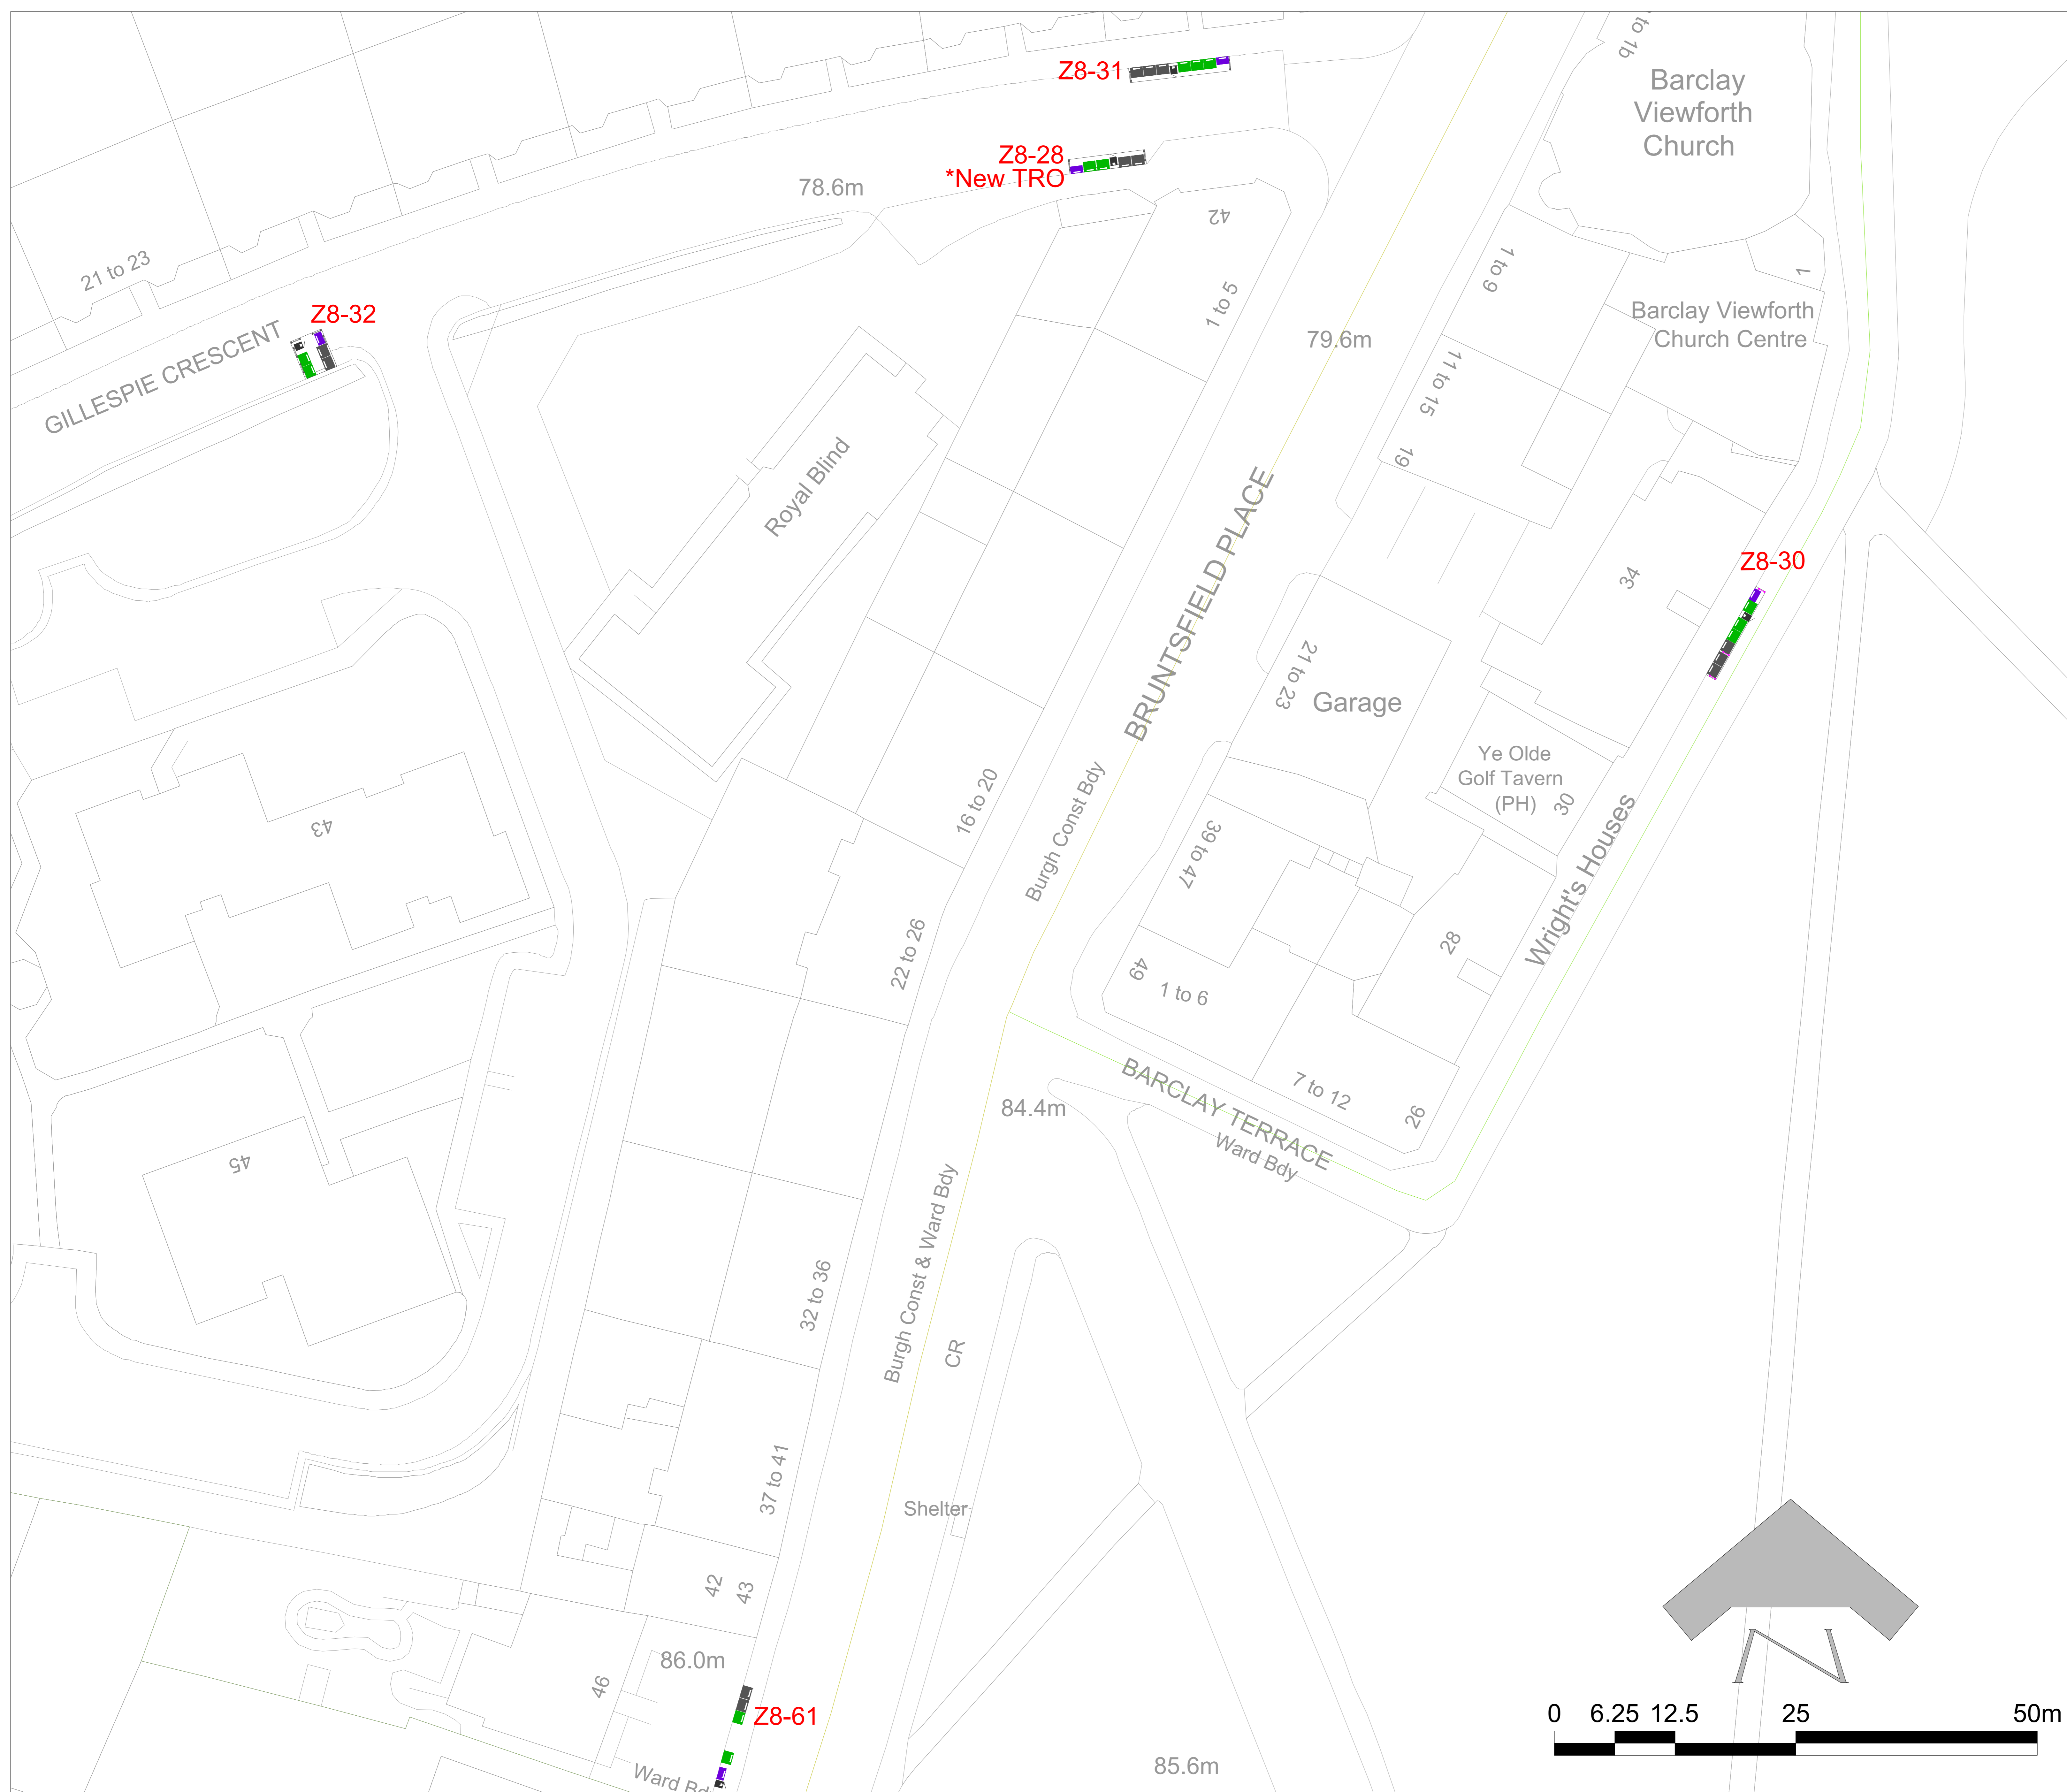 to 1b
Z8-31
Barclay
Viewforth
Church
Z8-28
*New TRO
78.6m
42
21 to 23
1 to 9
1
1 to 5
Z8-32
GILLESPIE CRESCENT
79.6m
Barclay Viewforth
Church Centre
11 to 15
19
Royal Blind
BRUNTSFIELD PLACE
Z8-30
34
21 to 23
Garage
Ye Olde
Golf Tavern
(PH)
30
16 to 20
Burgh Const Bdy
43
39 to 47
Wright's Houses
22 to 26
28
49
1 to 6
BARCLAY TERRACE
7 to 12
26
84.4m
Ward Bdy
45
Burgh Const & Ward Bdy
32 to 36
CR
37 to 41
Shelter
42
43
86.0m
46
Z8-61
N
0 6.25 12.5 25 50m
85.6m
Ward